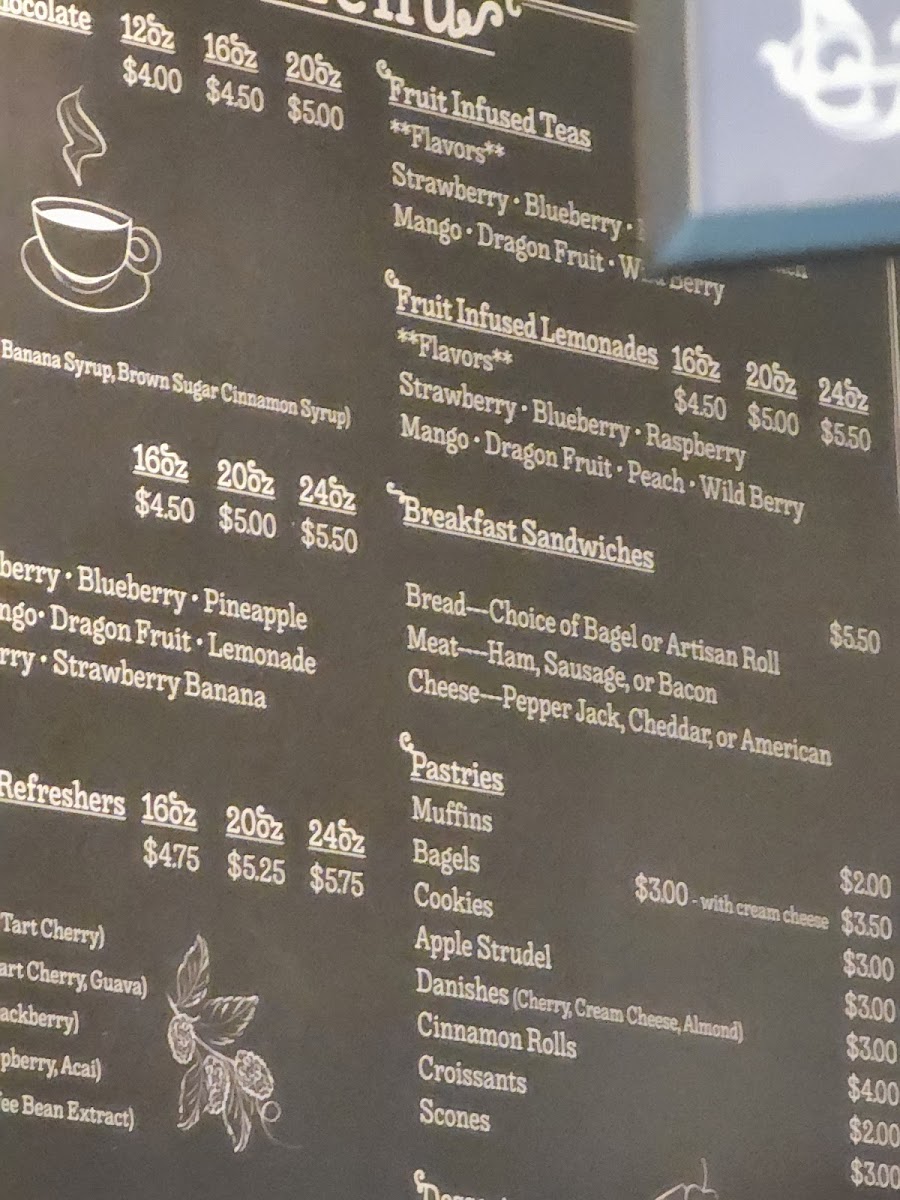 12oz 16oz 20oz
$4.00 $4.50 $5.00
Banana Syrup, Brown Sugar Cinnamon Syrup)
16oz 20oz 24oz
$4.50 $5.00 $5.50
berry • Blueberry • Pineapple
ngo • Dragon Fruit • Lemonade
rry • Strawberry Banana
Refreshers 16oz 20oz 24oz
$4.75 $5.25 $5.75
Tart Cherry)
art Cherry, Guava)
ackberry)
pberry, Acai)
ee Bean Extract)
Fruit Infused Teas
**Flavors**
Strawberry • Blueberry •
Mango • Dragon Fruit • Berry
Fruit Infused Lemonades 16oz 20oz 24oz
**Flavors** $4.50 $5.00 $5.50
Strawberry • Blueberry • Raspberry
Mango • Dragon Fruit • Peach • Wild Berry
Breakfast Sandwiches
$5.50
Bread—Choice of Bagel or Artisan Roll
Meat—Ham, Sausage, or Bacon
Cheese—Pepper Jack, Cheddar, or American
Pastries
Muffins $2.00
Bagels $3.00 - with cream cheese $3.50
Cookies $3.00
Apple Strudel $3.00
Danishes (Cherry, Cream Cheese, Almond) $3.00
Cinnamon Rolls $4.00
Croissants $2.00
Scones $3.00